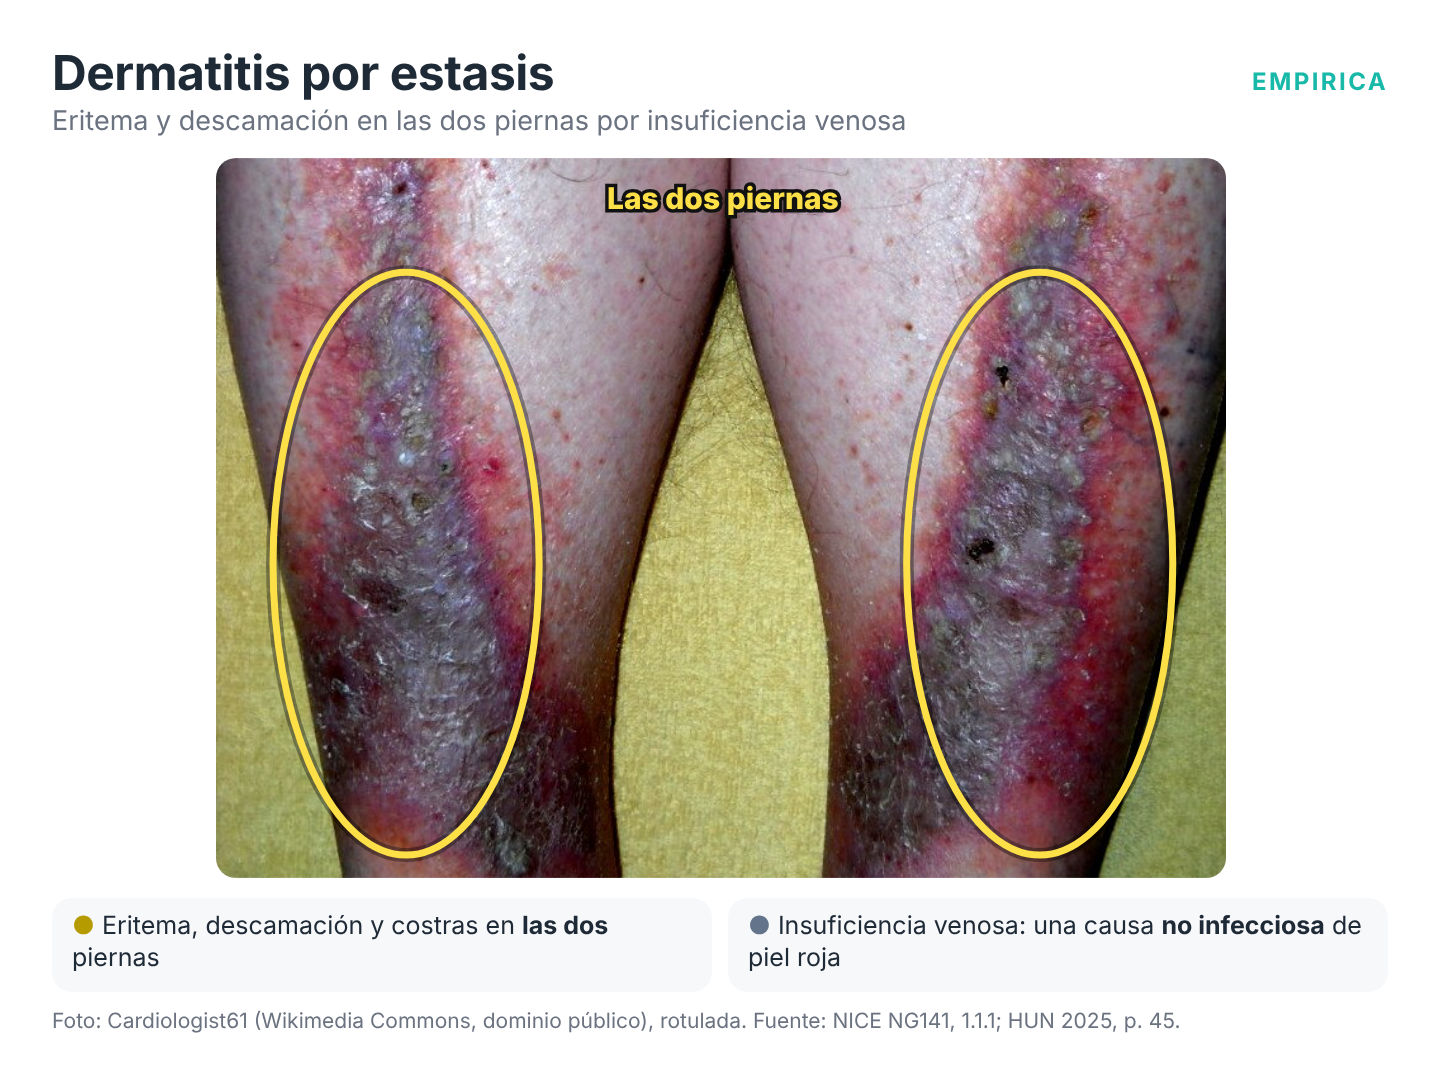 Dermatitis por estasis
EMPIRICA
Eritema y descamación en las dos piernas por insuficiencia venosa
Las dos piernas
Eritema, descamación y costras en las dos
piernas
Insuficiencia venosa: una causa no infecciosa de
piel roja
Foto: Cardiologist61 (Wikimedia Commons, dominio público), rotulada. Fuente: NICE NG141, 1.1.1; HUN 2025, p. 45.